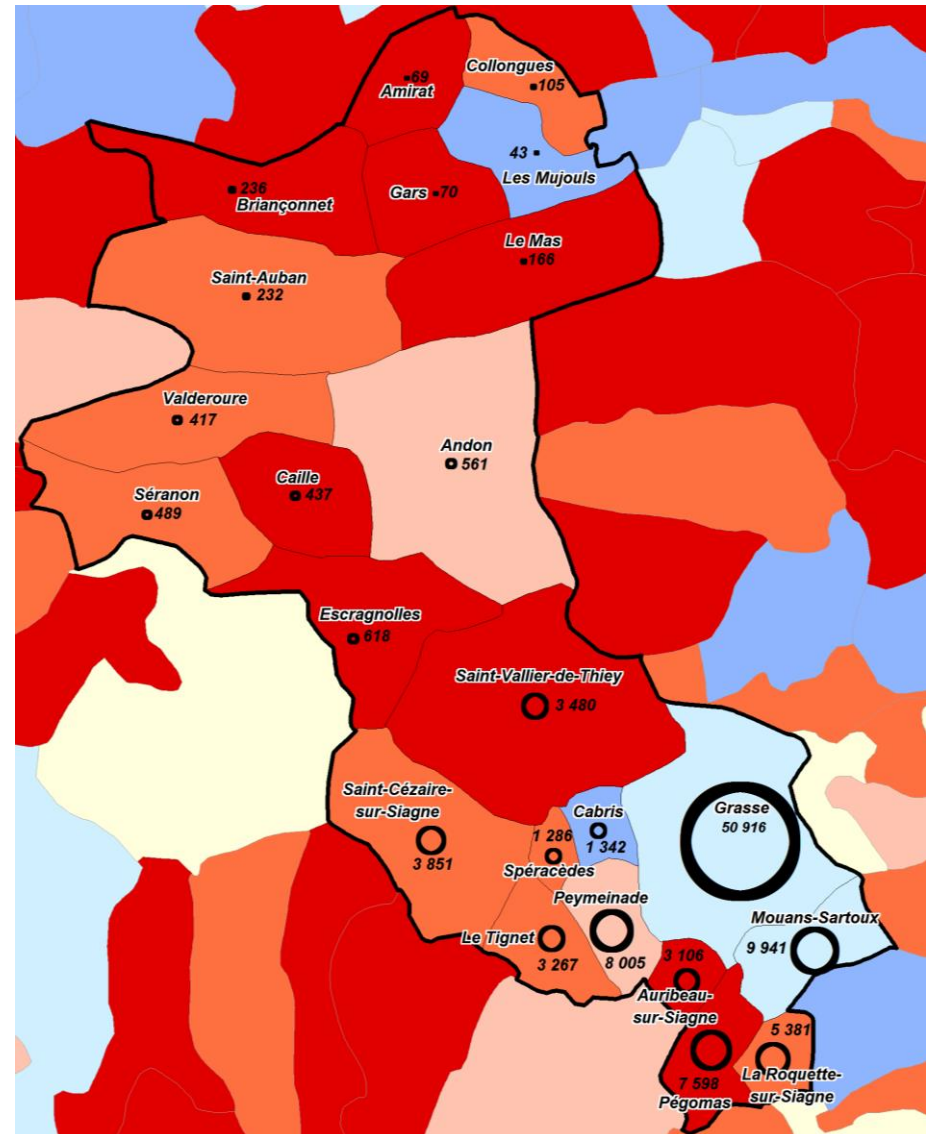 Collongues
69
105
Amirat
43
Les Mujouls
236
Gars
70
Briançonnet
Le Mas
166
Saint-Auban
232
Valderoure
417
Andon
561
Caille
437
Séranon
489
Escragnolles
618
Saint-Vallier-de-Thiey
3 480
Saint-Cézaire-
sur-Siagne
3 851
Cabris
1 342
Grasse
50 916
1 286
Spéracèdes
Peymeinade
8 005
Le Tignet
3 267
Mouans-Sartoux
9 941
3 106
Auribeau-
sur-Siagne
5 381
La Roquette-
sur-Siagne
7 598
Pégomas